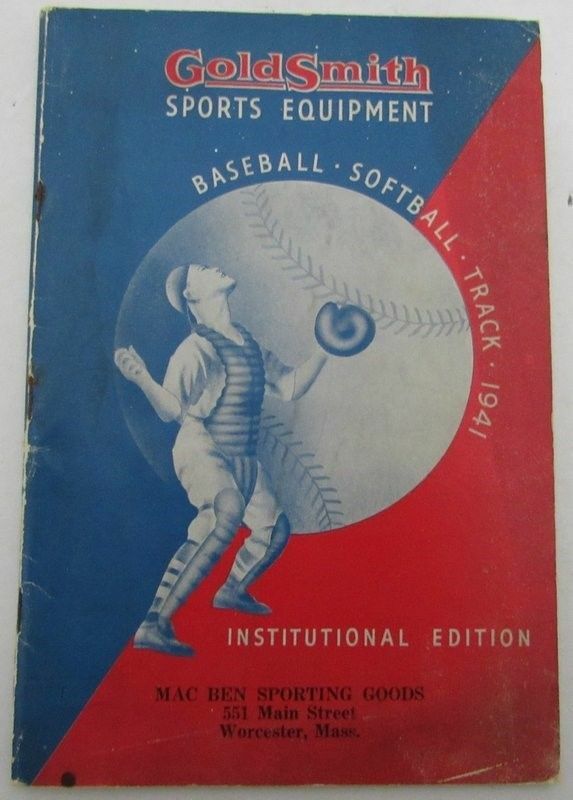 GoldSmith
SPORTS EQUIPMENT
BASEBALL · SOFTBALL · TRACK · 1941
INSTITUTIONAL EDITION
MAC BEN SPORTING GOODS
551 Main Street
Worcester, Mass.